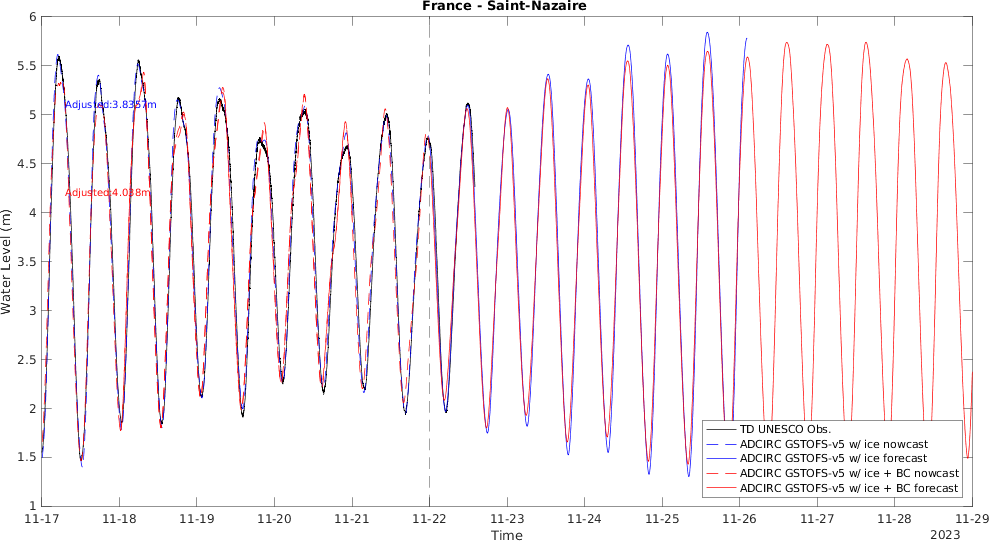 France - Saint-Nazaire
6
5.5
5
4.5
4
3.5
3
2.5
2
1.5
1
Water Level (m)
Adjusted:3.8357m
Adjusted:4.038m
TD UNESCO Obs.
ADCIRC GSTOFS-v5 w/ ice nowcast
ADCIRC GSTOFS-v5 w/ ice forecast
ADCIRC GSTOFS-v5 w/ ice + BC nowcast
ADCIRC GSTOFS-v5 w/ ice + BC forecast
11-17 11-18 11-19 11-20 11-21 11-22 11-23 11-24 11-25 11-26 11-27 11-28 11-29
Time
2023